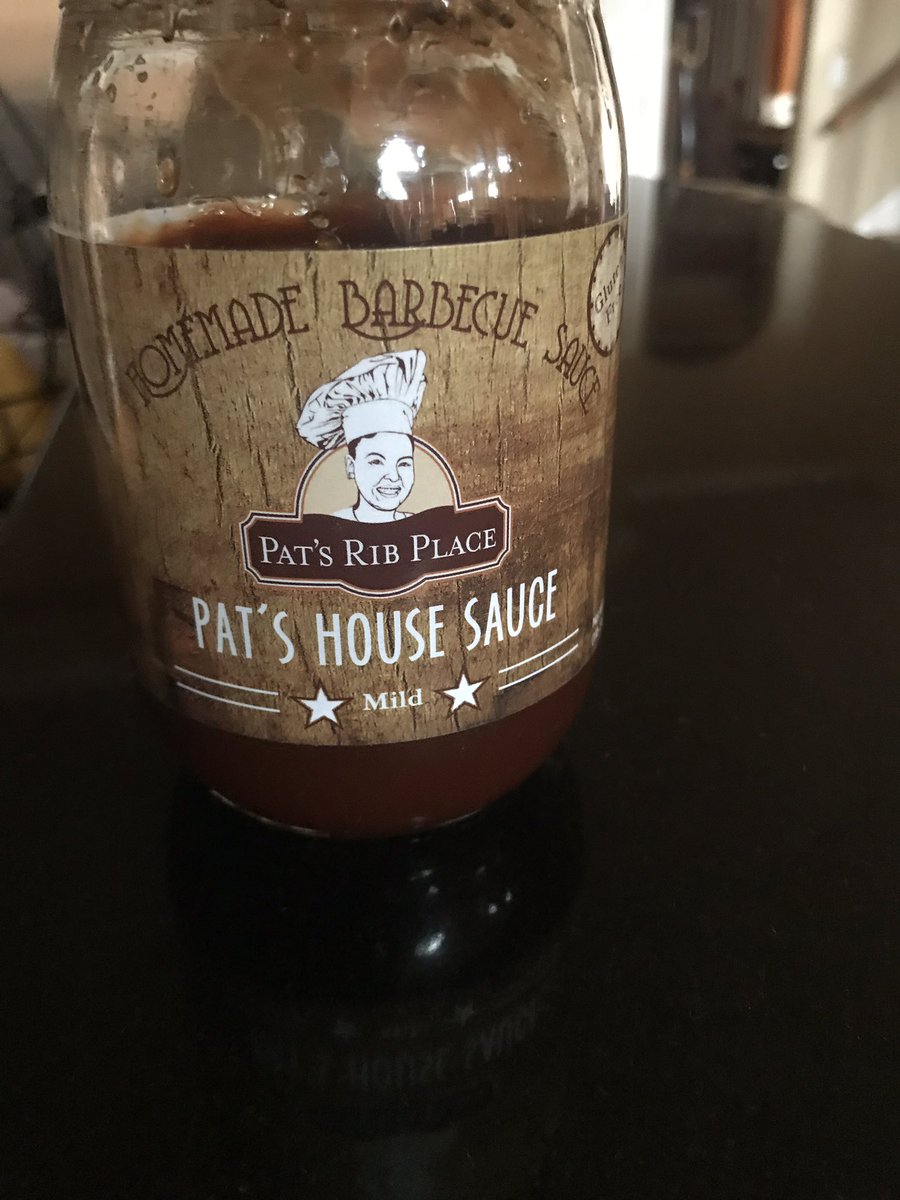 HOMEMADE BARBECUE SAUCE
PAT'S RIB PLACE
PAT'S HOUSE SAUCE
Mild